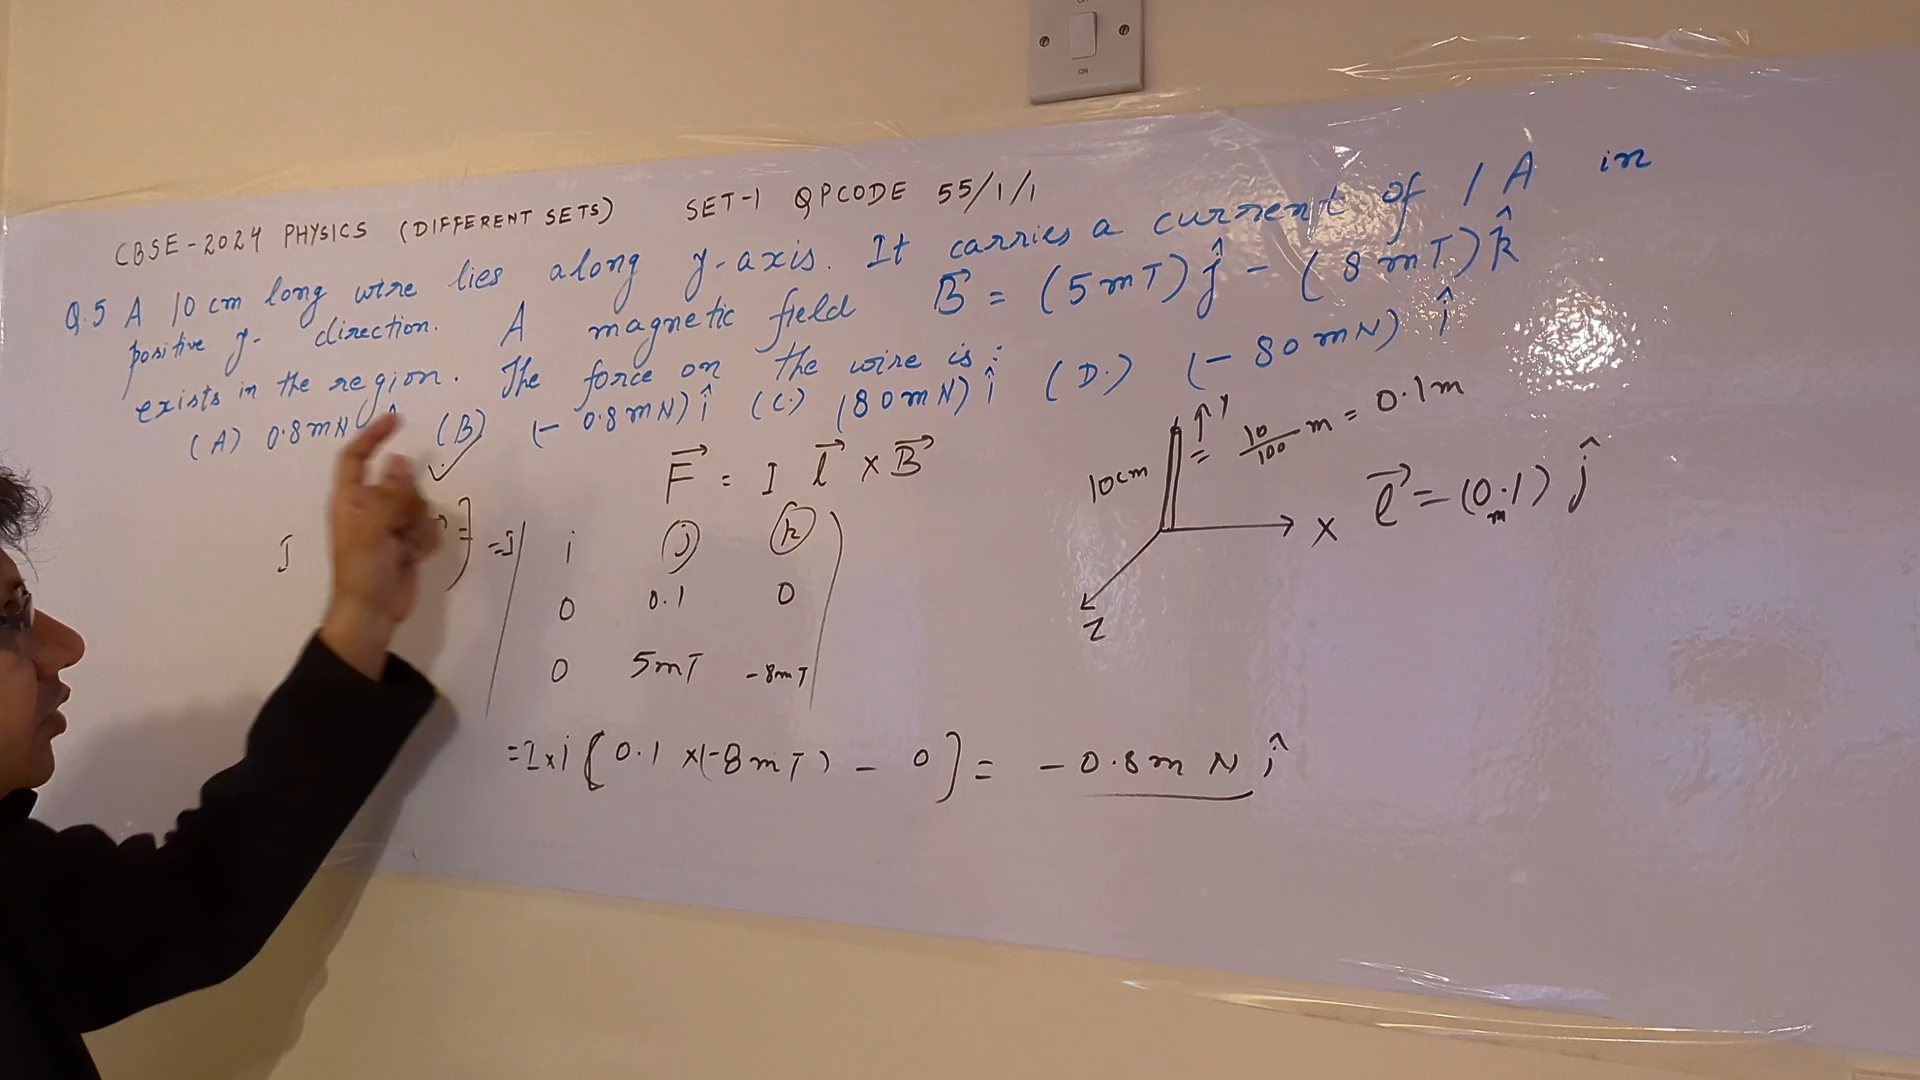 CBSE-2024 PHYSICS (DIFFERENT SETS) SET-1 QPCODE 55/1/1
Q.5 A 10 cm long wire lies along y-axis. It carries a current of 1 A in
positive y- direction. A magnetic field B⃗ = (5mT) ĵ - (8mT) k̂
exists in the region. The force on the wire is :
(A) 0.8mN (B) (- 0.8mN) î (C.) (80mN) î (D.) (- 80mN) î
F⃗ = I l⃗ × B⃗
10cm = 10/100 m = 0.1m
Y
X
Z
l⃗ = (0.1) ĵ
m
I = I | i j k
0 0.1 0
0 5mT -8mT |
= I×i [ 0.1 ×(-8mT) - 0 ] = - 0.8m N î
ON